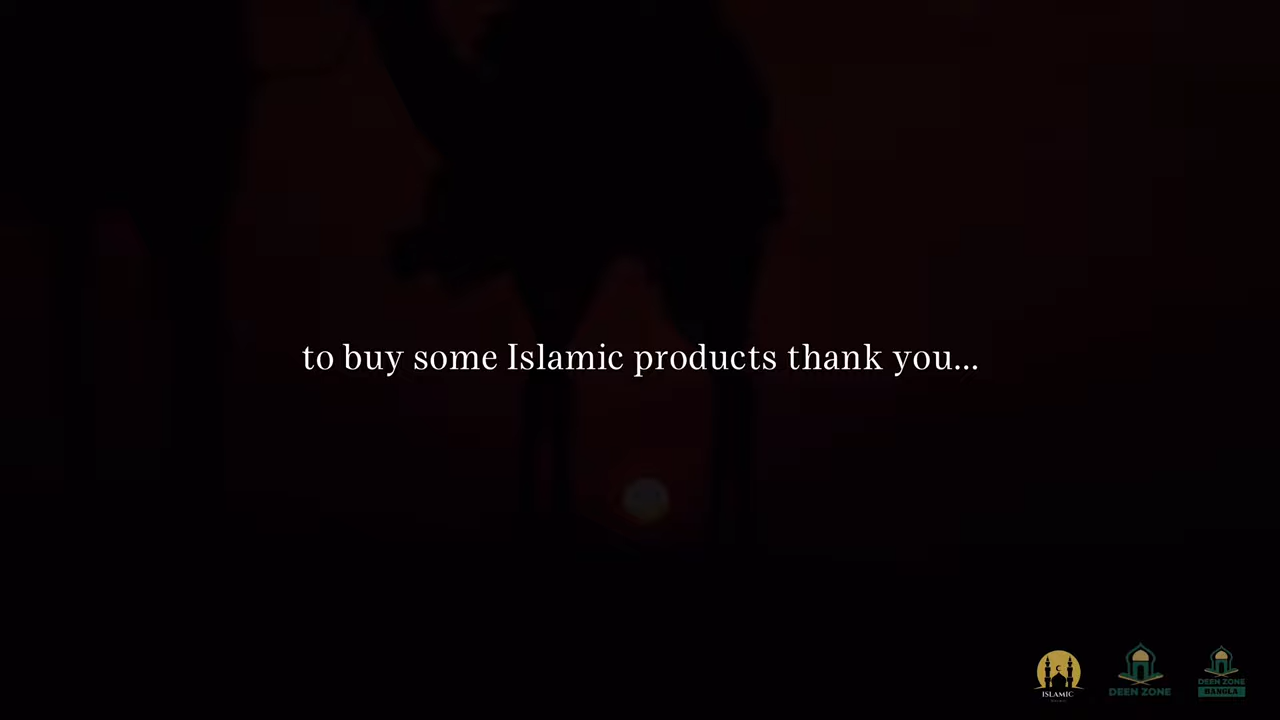 to buy some Islamic products thank you...
ISLAMIC
DEEN ZONE
DEEN ZONE
BANGLA